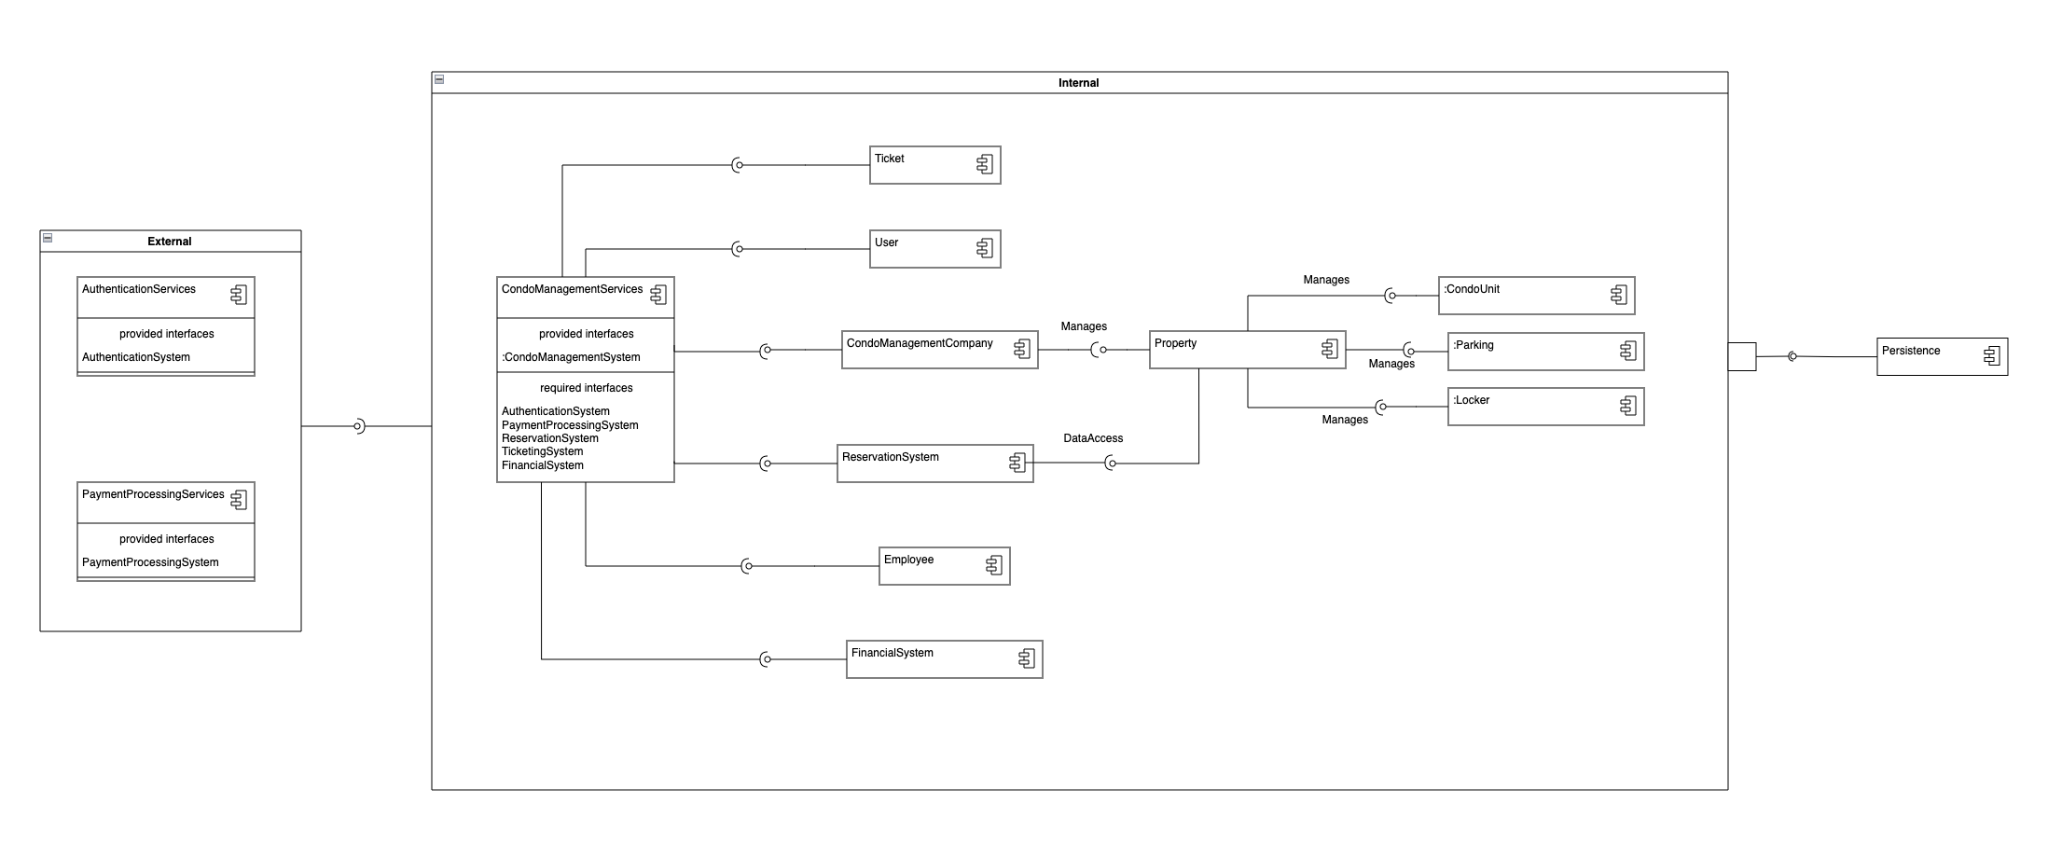 Internal
Ticket
External
User
AuthenticationServices
provided interfaces
AuthenticationSystem
PaymentProcessingServices
provided interfaces
PaymentProcessingSystem
CondoManagementServices
provided interfaces
:CondoManagementSystem
required interfaces
AuthenticationSystem
PaymentProcessingSystem
ReservationSystem
TicketingSystem
FinancialSystem
CondoManagementCompany
Manages
Property
Manages
:CondoUnit
:Parking
Manages
:Locker
Manages
ReservationSystem
DataAccess
Employee
FinancialSystem
Persistence